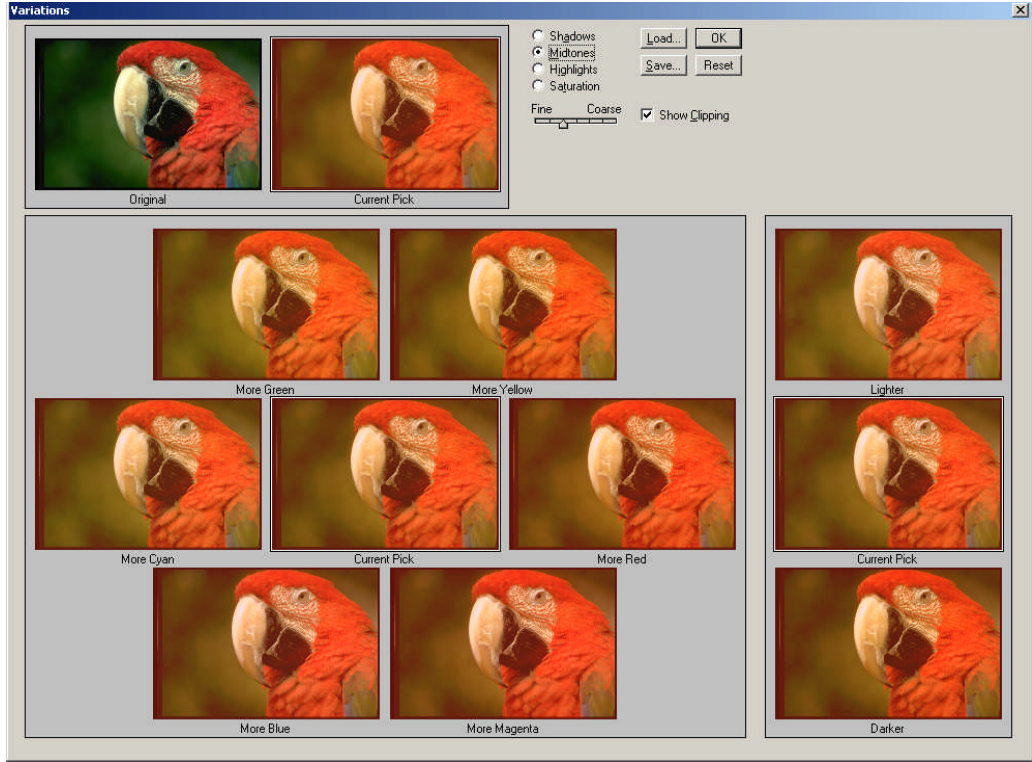 Variations
Shadows
Midtones
Highlights
Saturation
Load...
OK
Save...
Reset
Fine
Coarse
Show Clipping
Original
Current Pick
More Green
More Yellow
Lighter
More Cyan
Current Pick
More Red
Current Pick
More Blue
More Magenta
Darker